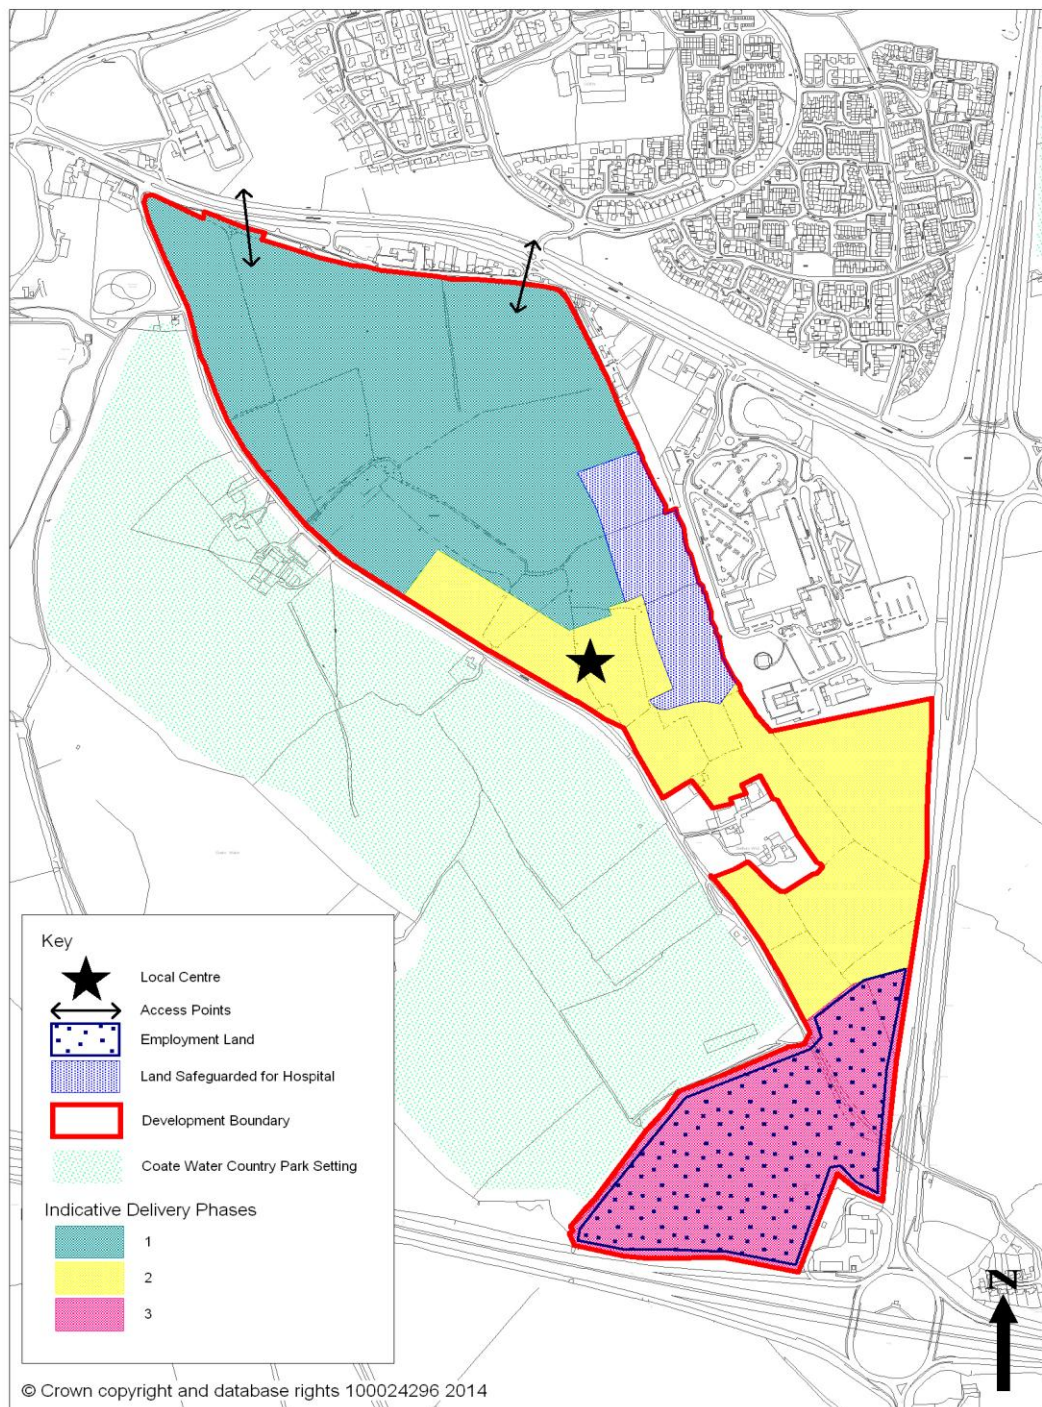 Key
Local Centre
Access Points
Employment Land
Land Safeguarded for Hospital
Development Boundary
Coate Water Country Park Setting
Indicative Delivery Phases
1
2
3
N
© Crown copyright and database rights 100024296 2014